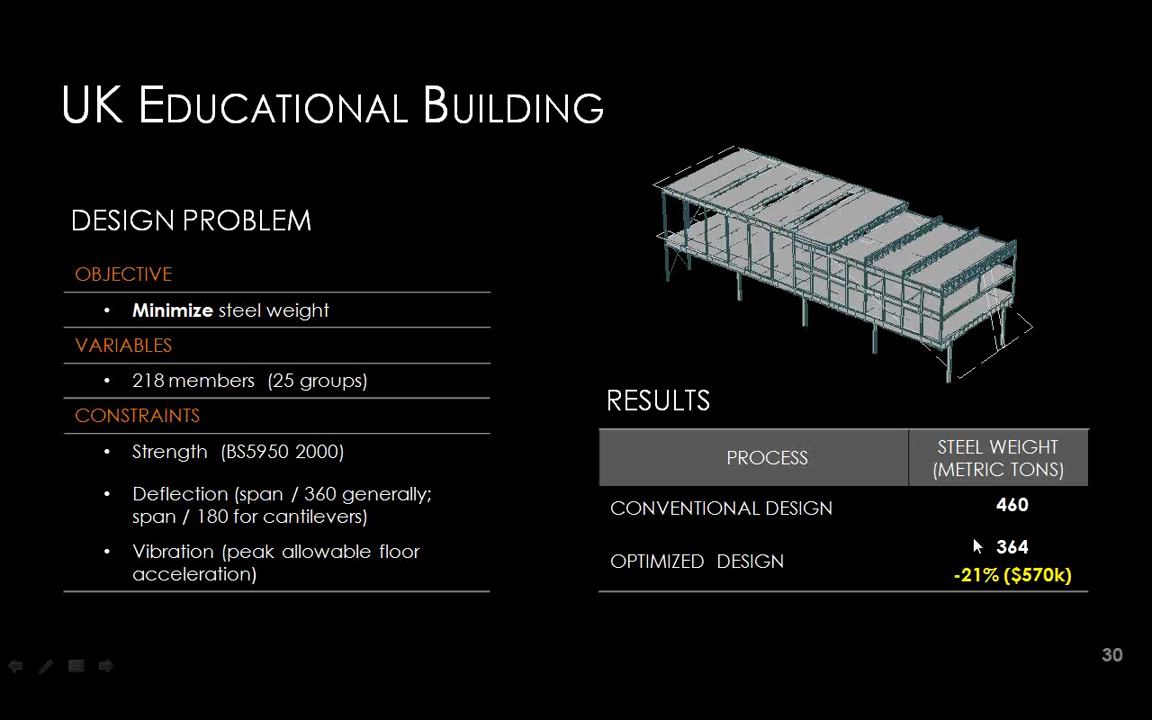 UK EDUCATIONAL BUILDING
DESIGN PROBLEM
OBJECTIVE
• Minimize steel weight
VARIABLES
• 218 members (25 groups)
CONSTRAINTS
• Strength (BS5950 2000)
• Deflection (span / 360 generally;
span / 180 for cantilevers)
• Vibration (peak allowable floor
acceleration)
RESULTS
PROCESS
STEEL WEIGHT
(METRIC TONS)
CONVENTIONAL DESIGN
460
OPTIMIZED DESIGN
364
-21% ($570k)
30